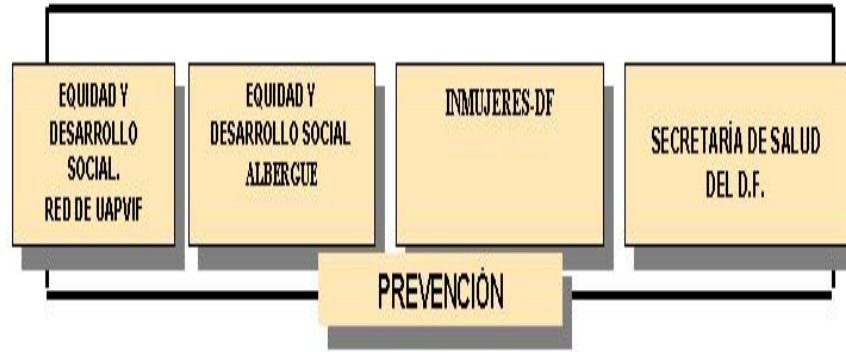 EQUIDAD Y
DESARROLLO
SOCIAL.
RED DE UAPVIF
EQUIDAD Y
DESARROLLO SOCIAL
ALBERGUE
INMUJERES-DF
SECRETARÍA DE SALUD
DEL D.F.
PREVENCIÓN